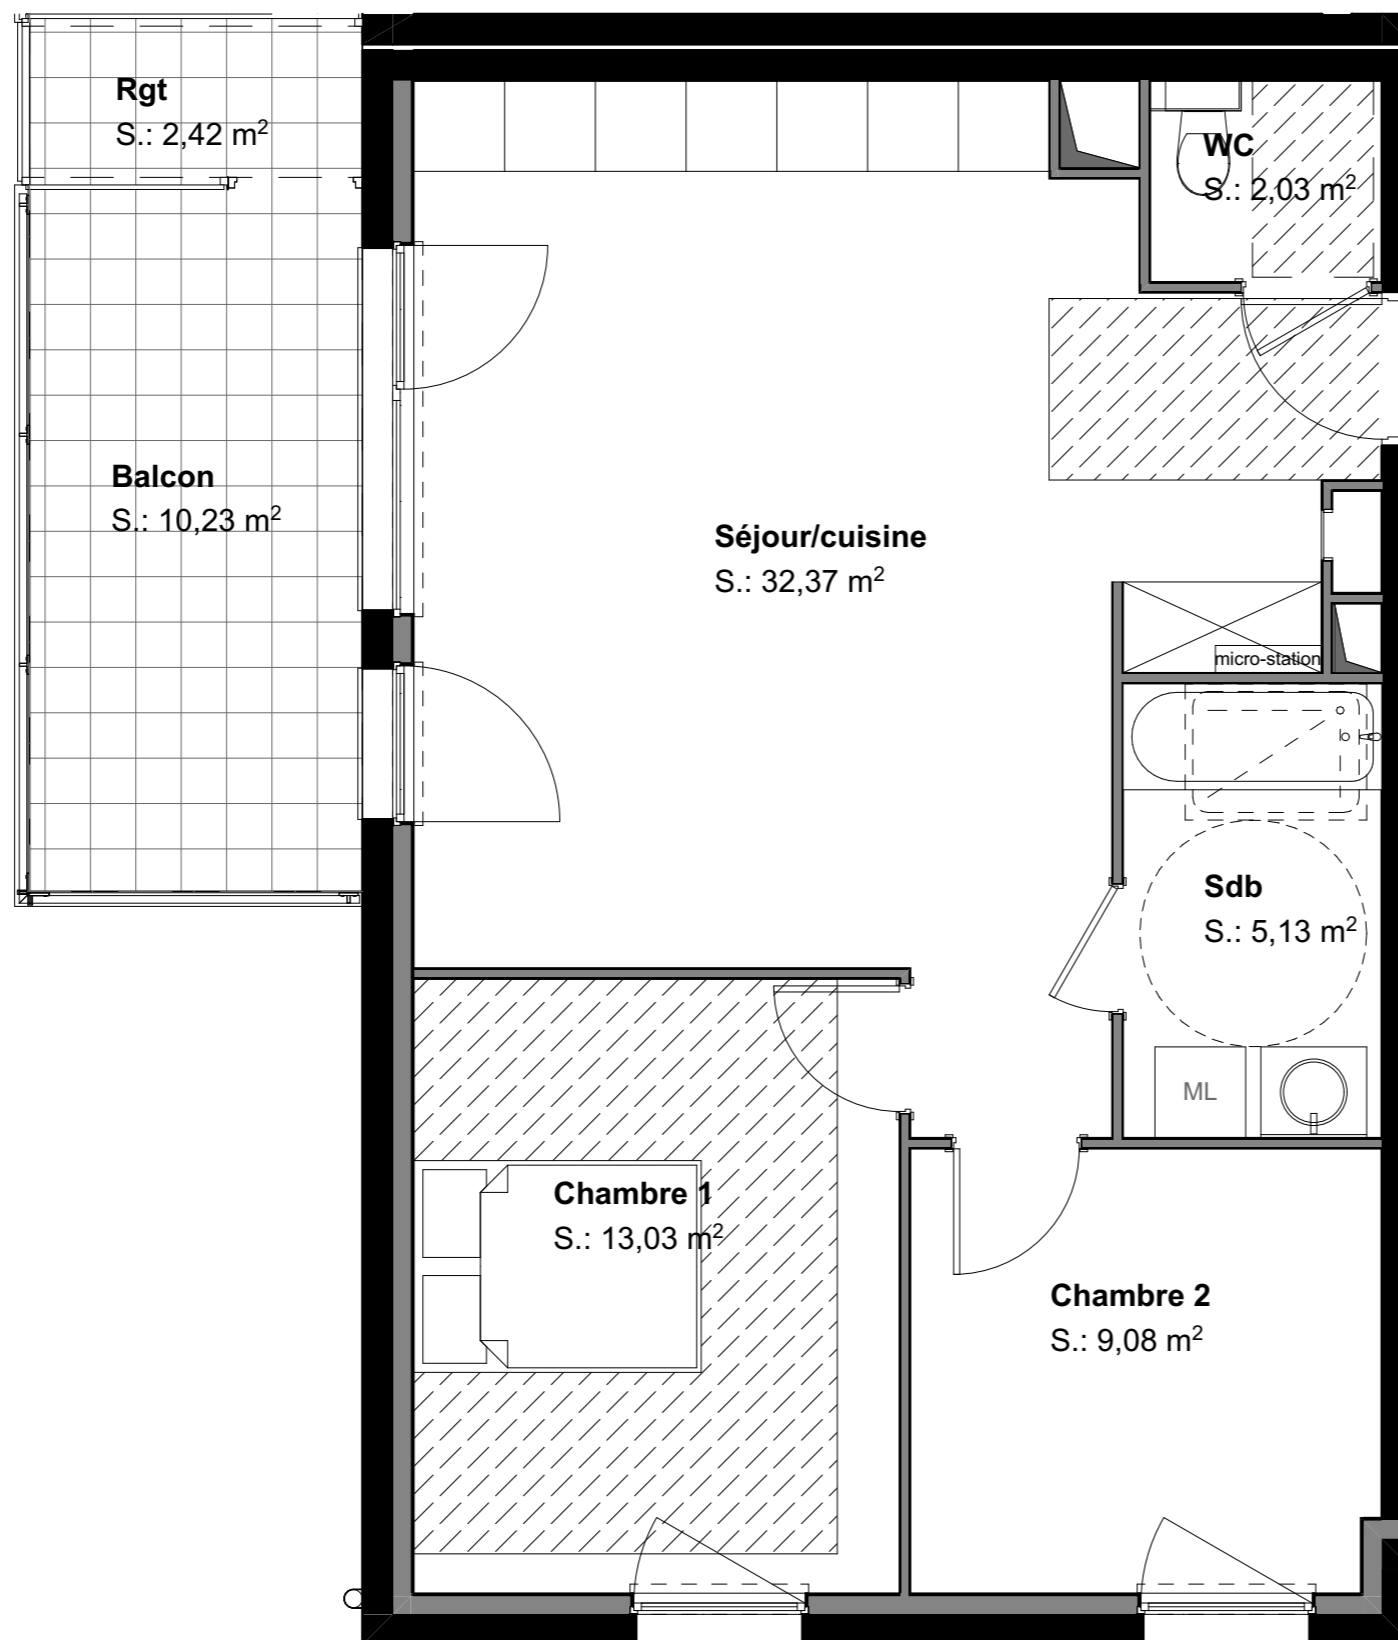 Rgt
S.: 2,42 m²
WC
S.: 2,03 m²
Balcon
S.: 10,23 m²
Séjour/cuisine
S.: 32,37 m²
micro-station
Sdb
S.: 5,13 m²
ML
Chambre 1
S.: 13,03 m²
Chambre 2
S.: 9,08 m²